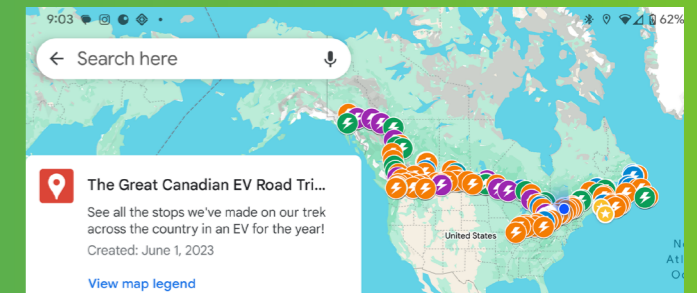 9:03
62%
Search here
The Great Canadian EV Road Tri...
See all the stops we've made on our trek
across the country in an EV for the year!
Created: June 1, 2023
View map legend
United States
N
Atl
O